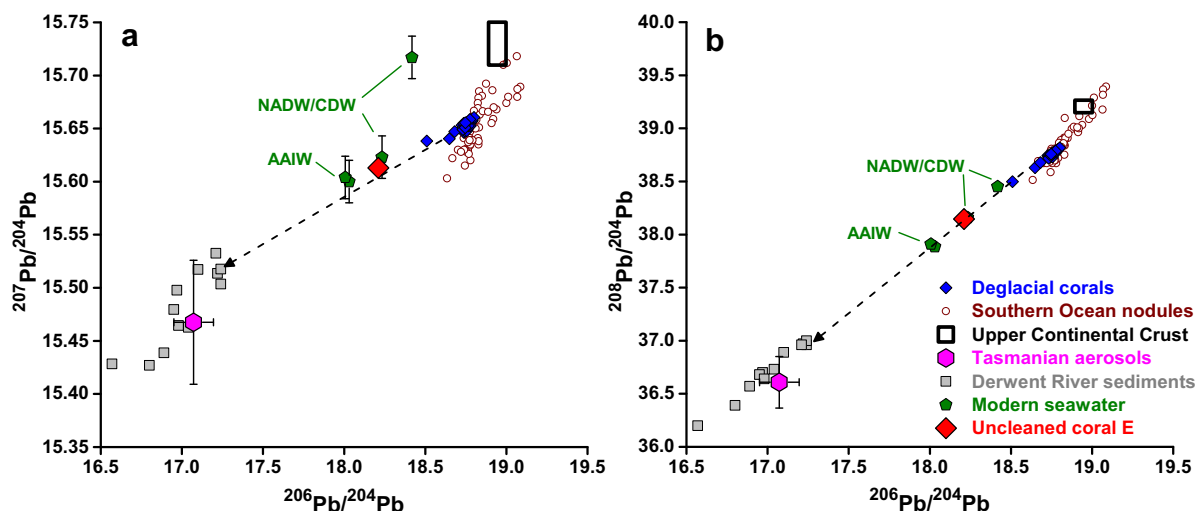 a
15.75
15.70
15.65
15.60
15.55
15.50
15.45
15.40
15.35
207Pb/204Pb
NADW/CDW
AAIW
16.5 17.0 17.5 18.0 18.5 19.0 19.5
206Pb/204Pb
b
40.0
39.5
39.0
38.5
38.0
37.5
37.0
36.5
36.0
208Pb/204Pb
NADW/CDW
AAIW
Deglacial corals
Southern Ocean nodules
Upper Continental Crust
Tasmanian aerosols
Derwent River sediments
Modern seawater
Uncleaned coral E
16.5 17.0 17.5 18.0 18.5 19.0 19.5
206Pb/204Pb